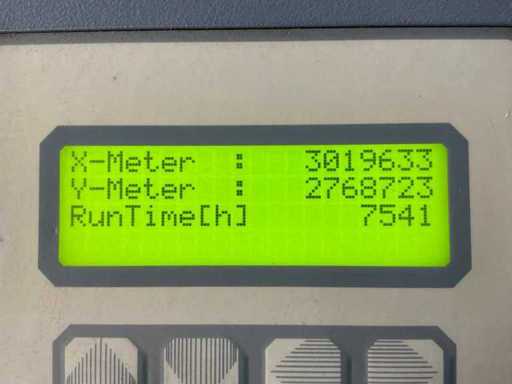 X-Meter : 3019633
Y-Meter : 2768723
RunTime[h] 7541